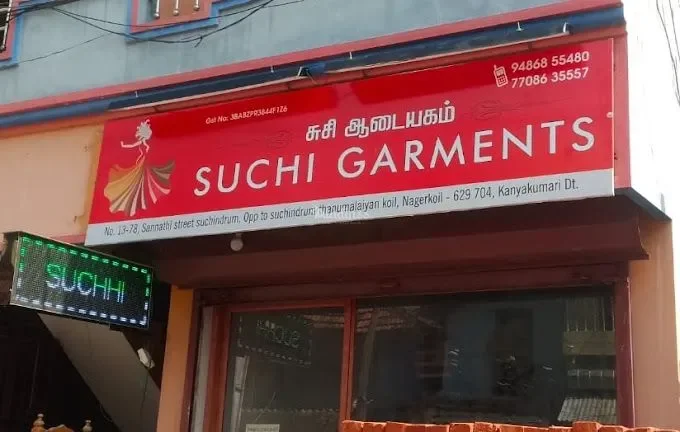 94868 55480
77086 35557
சுசி ஆடையகம்
SUCHI GARMENTS
No. 13-78, Sannathi street suchindrum, Opp to suchindrum thanumalaiyan koil, Nagerkoil - 629 704, Kanyakumari Dt.
SUCHHI